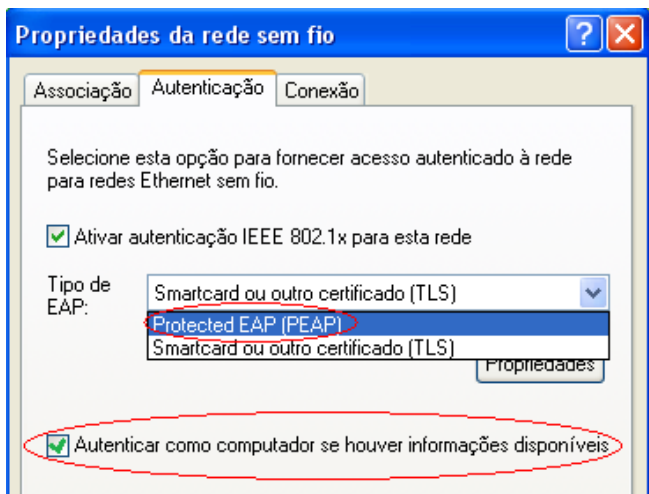 Propriedades da rede sem fio
Associação Autenticação Conexão
Selecione esta opção para fornecer acesso autenticado à rede
para redes Ethernet sem fio.
Ativar autenticação IEEE 802.1x para esta rede
Tipo de
EAP:
Smartcard ou outro certificado (TLS)
Protected EAP (PEAP)
Smartcard ou outro certificado (TLS)
Propriedades
Autenticar como computador se houver informações disponíveis